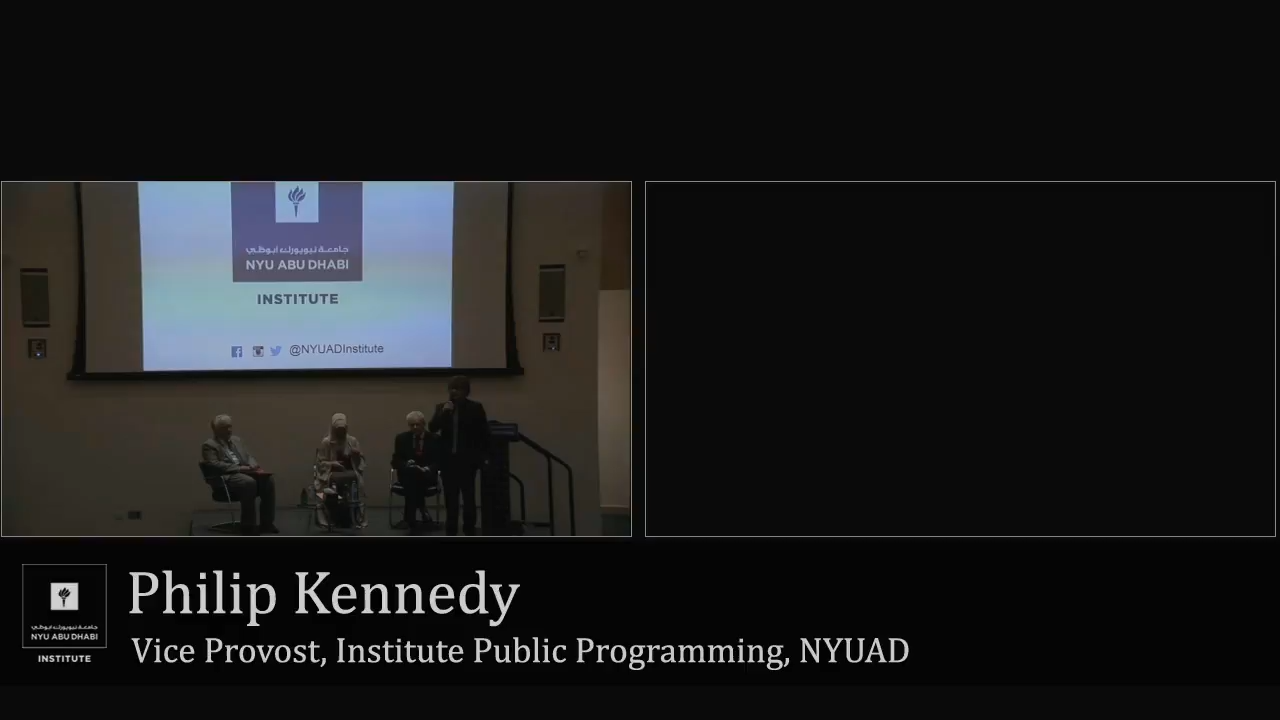 جامعة نيويورك أبوظبي
NYU ABU DHABI
INSTITUTE
@NYUADInstitute
Philip Kennedy
Vice Provost, Institute Public Programming, NYUAD
جامعة نيويورك أبوظبي
NYU ABU DHABI
INSTITUTE